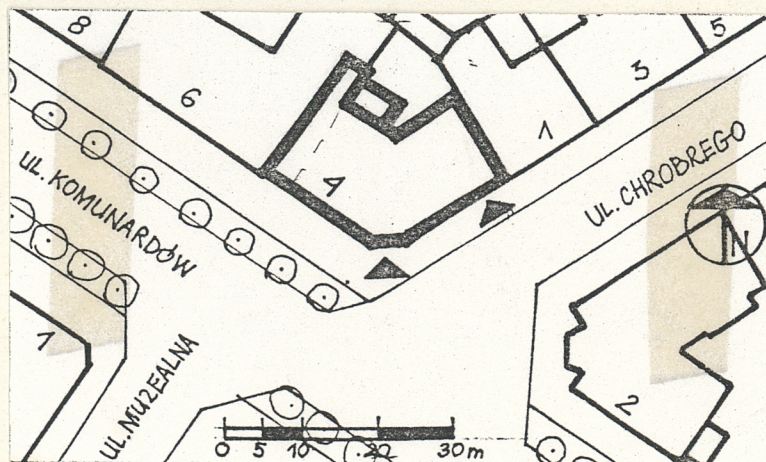 8
5
6
3
1
4
UL. CHROBREGO
UL. KOMUNARDÓW
N
1
UL. MUZEALNA
2
0 5 10 20 30m